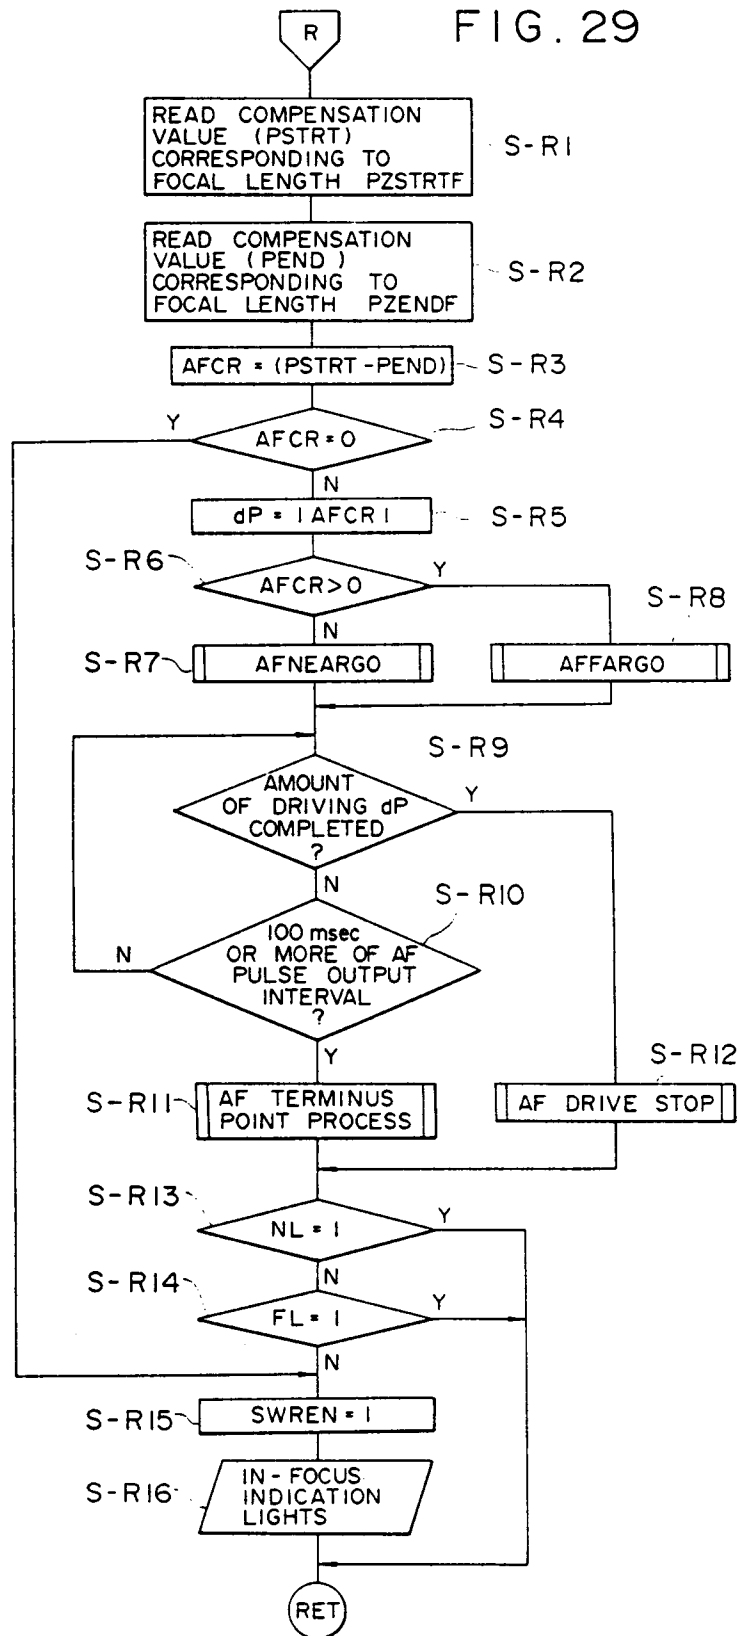 FIG. 29
R
READ COMPENSATION
VALUE (PSTRT)
CORRESPONDING TO
FOCAL LENGTH PZSTRTF
S-R1
READ COMPENSATION
VALUE (PEND)
CORRESPONDING TO
FOCAL LENGTH PZENDF
S-R2
AFCR = (PSTRT-PEND)
S-R3
Y
AFCR = 0
S-R4
N
dP = |AFCR|
S-R5
S-R6
AFCR>0
Y
S-R8
N
S-R7
AFNEARGO
AFFARGO
S-R9
AMOUNT
OF DRIVING dP
COMPLETED
?
Y
N
S-R10
N
100 msec
OR MORE OF AF
PULSE OUTPUT
INTERVAL
?
Y
S-R12
S-R11
AF TERMINUS
POINT PROCESS
AF DRIVE STOP
S-R13
NL = 1
Y
N
S-R14
FL = 1
Y
N
S-R15
SWREN = 1
S-R16
IN-FOCUS
INDICATION
LIGHTS
RET